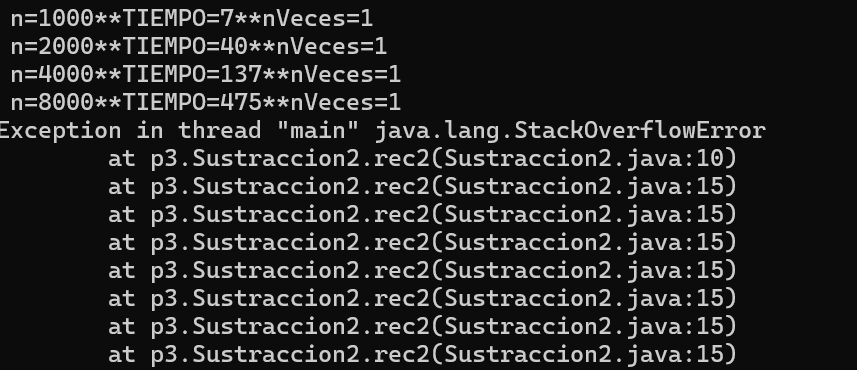 n=1000**TIEMPO=7**nVeces=1
n=2000**TIEMPO=40**nVeces=1
n=4000**TIEMPO=137**nVeces=1
n=8000**TIEMPO=475**nVeces=1
Exception in thread "main" java.lang.StackOverflowError
at p3.Sustraccion2.rec2(Sustraccion2.java:10)
at p3.Sustraccion2.rec2(Sustraccion2.java:15)
at p3.Sustraccion2.rec2(Sustraccion2.java:15)
at p3.Sustraccion2.rec2(Sustraccion2.java:15)
at p3.Sustraccion2.rec2(Sustraccion2.java:15)
at p3.Sustraccion2.rec2(Sustraccion2.java:15)
at p3.Sustraccion2.rec2(Sustraccion2.java:15)
at p3.Sustraccion2.rec2(Sustraccion2.java:15)